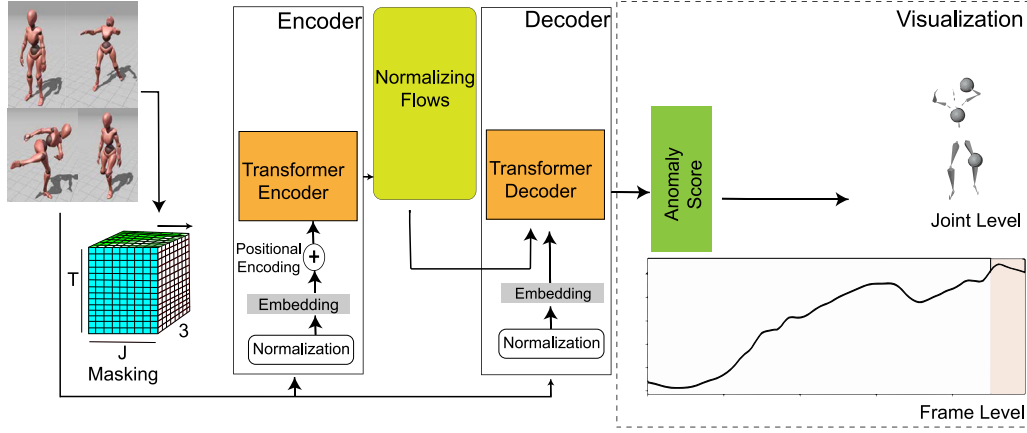 Encoder
Decoder
Visualization
Normalizing
Flows
Transformer
Encoder
Transformer
Decoder
Anomaly
Score
Joint Level
Positional
Encoding
+
Embedding
Embedding
Normalization
Normalization
T
3
J
Masking
Frame Level